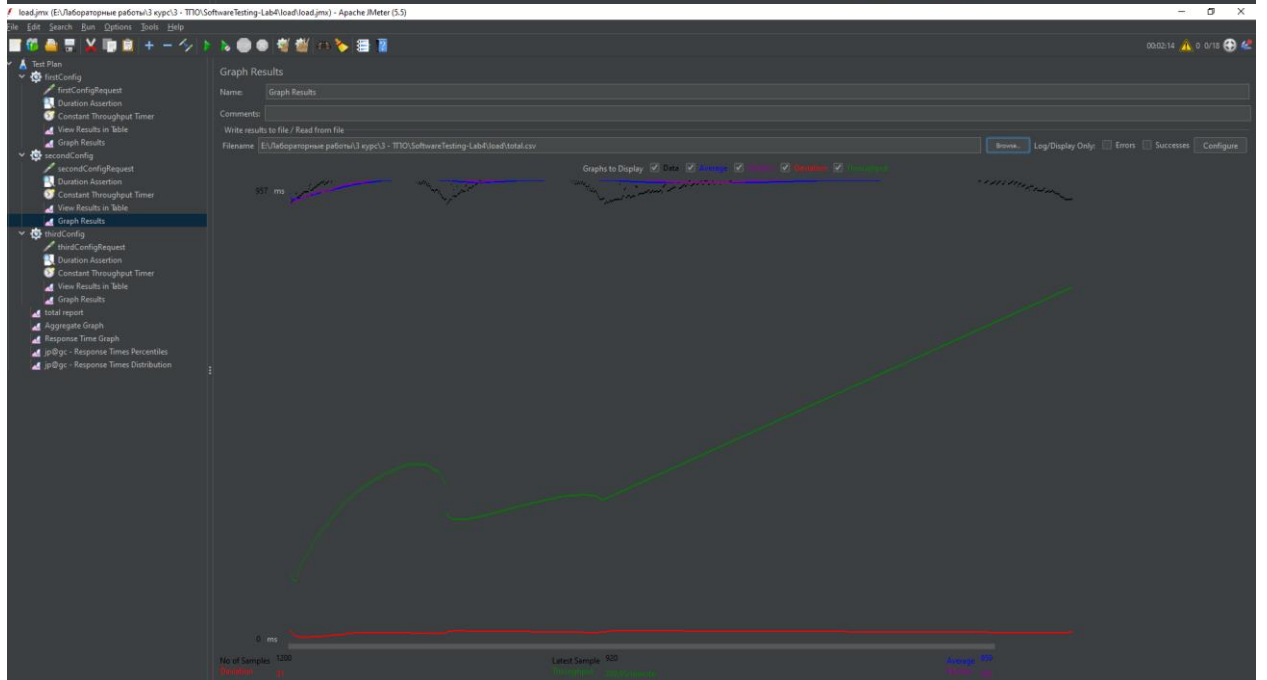 load.jmx (E:\Лабораторные работы\3 курс\3 - ТПО\SoftwareTesting-Lab4\load\load.jmx) - Apache JMeter (5.5)
File Edit Search Run Options Tools Help
00:02:14 0 0/18
Test Plan
firstConfig
firstConfigRequest
Duration Assertion
Constant Throughput Timer
View Results in Table
Graph Results
secondConfig
secondConfigRequest
Duration Assertion
Constant Throughput Timer
View Results in Table
Graph Results
thirdConfig
thirdConfigRequest
Duration Assertion
Constant Throughput Timer
View Results in Table
Graph Results
total report
Aggregate Graph
Response Time Graph
jp@gc - Response Times Percentiles
jp@gc - Response Times Distribution
Graph Results
Name: Graph Results
Comments:
Write results to file / Read from file
Filename E:\Лабораторные работы\3 курс\3 - ТПО\SoftwareTesting-Lab4\load\total.csv Browse... Log/Display Only: Errors Successes Configure
Graphs to Display Data Average Median Deviation Throughput
957 ms
0 ms
No of Samples 1200 Latest Sample 920 Average
Deviation Throughput Median